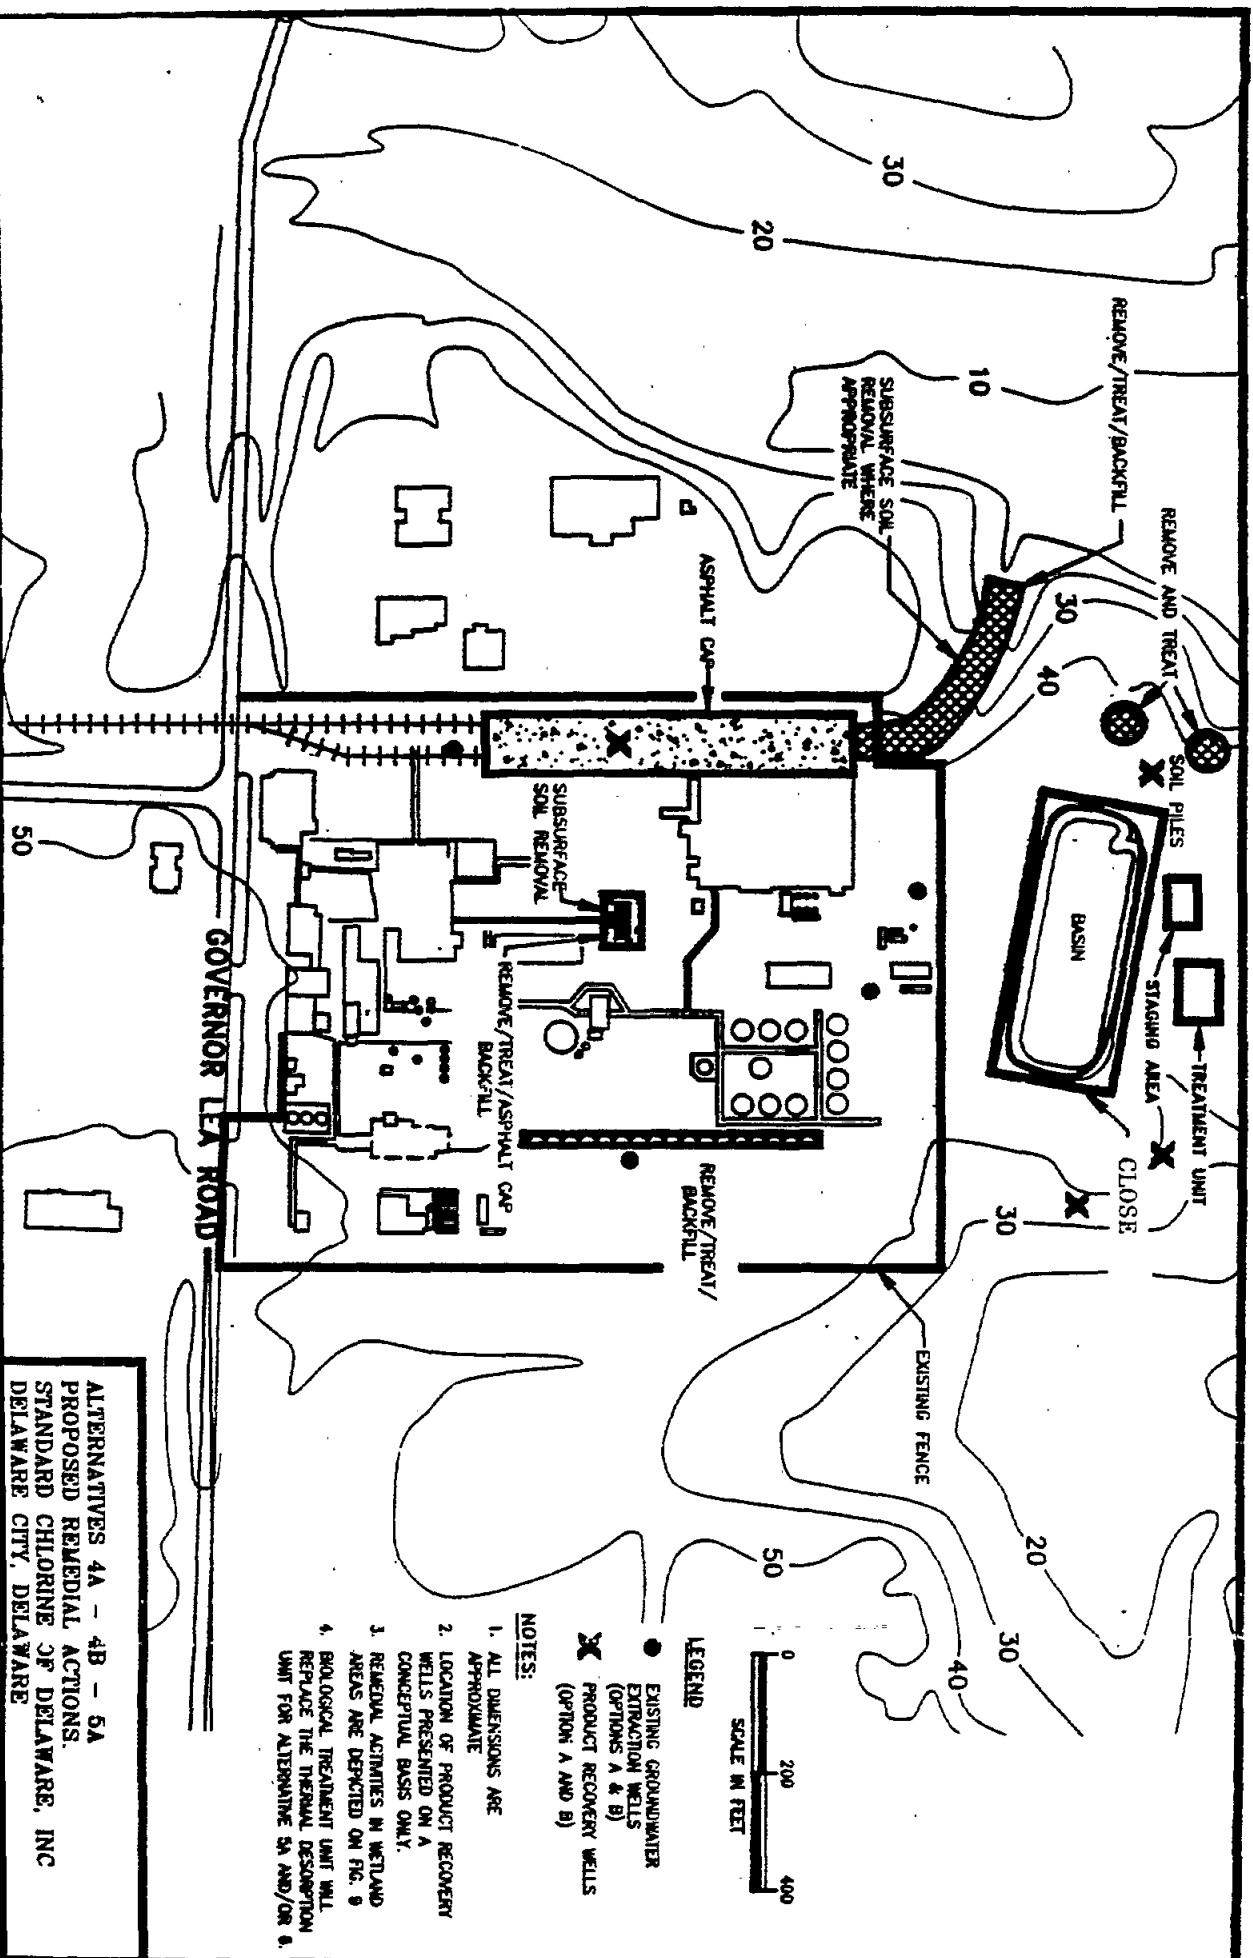 REMOVE/TREAT/BACKFILL
REMOVE AND TREAT
SOIL PILES
STAGING AREA
TREATMENT UNIT
BASIN
CLOSE
SUBSURFACE SOIL
REMOVAL WHERE
APPROPRIATE
ASPHALT CAP
SUBSURFACE
SOIL REMOVAL
REMOVE/TREAT/ASPHALT CAP
BACKFILL
REMOVE/TREAT/
BACKFILL
EXISTING FENCE
GOVERNOR LEA ROAD
30
20
10
30
40
30
20
30
40
50
50
0 200 400
SCALE IN FEET
LEGEND
EXISTING GROUNDWATER
EXTRACTION WELLS
(OPTIONS A & B)
PRODUCT RECOVERY WELLS
(OPTION A AND B)
NOTES:
1. ALL DIMENSIONS ARE
APPROXIMATE
2. LOCATION OF PRODUCT RECOVERY
WELLS PRESENTED ON A
CONCEPTUAL BASIS ONLY.
3. REMEDIAL ACTIVITIES IN WETLAND
AREAS ARE DEPICTED ON FIG. 9
4. BIOLOGICAL TREATMENT UNIT WILL
REPLACE THE THERMAL DESORPTION
UNIT FOR ALTERNATIVE 5A AND/OR
ALTERNATIVES 4A - 4B - 5A
PROPOSED REMEDIAL ACTIONS.
STANDARD CHLORINE OF DELAWARE, INC
DELAWARE CITY, DELAWARE